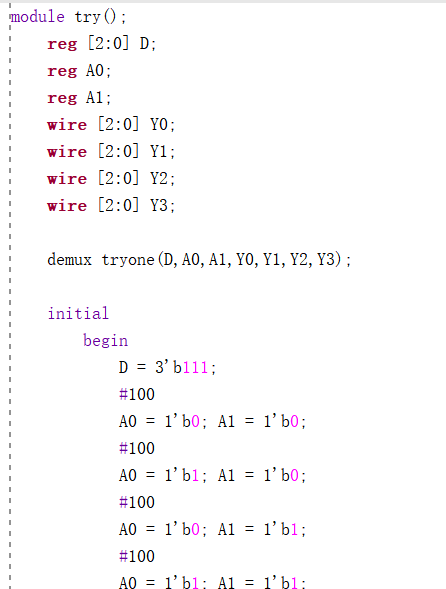 module try();
reg [2:0] D;
reg A0;
reg A1;
wire [2:0] Y0;
wire [2:0] Y1;
wire [2:0] Y2;
wire [2:0] Y3;
demux tryone(D,A0,A1,Y0,Y1,Y2,Y3);
initial
begin
D = 3'b111;
#100
A0 = 1'b0; A1 = 1'b0;
#100
A0 = 1'b1; A1 = 1'b0;
#100
A0 = 1'b0; A1 = 1'b1;
#100
A0 = 1'b1; A1 = 1'b1;